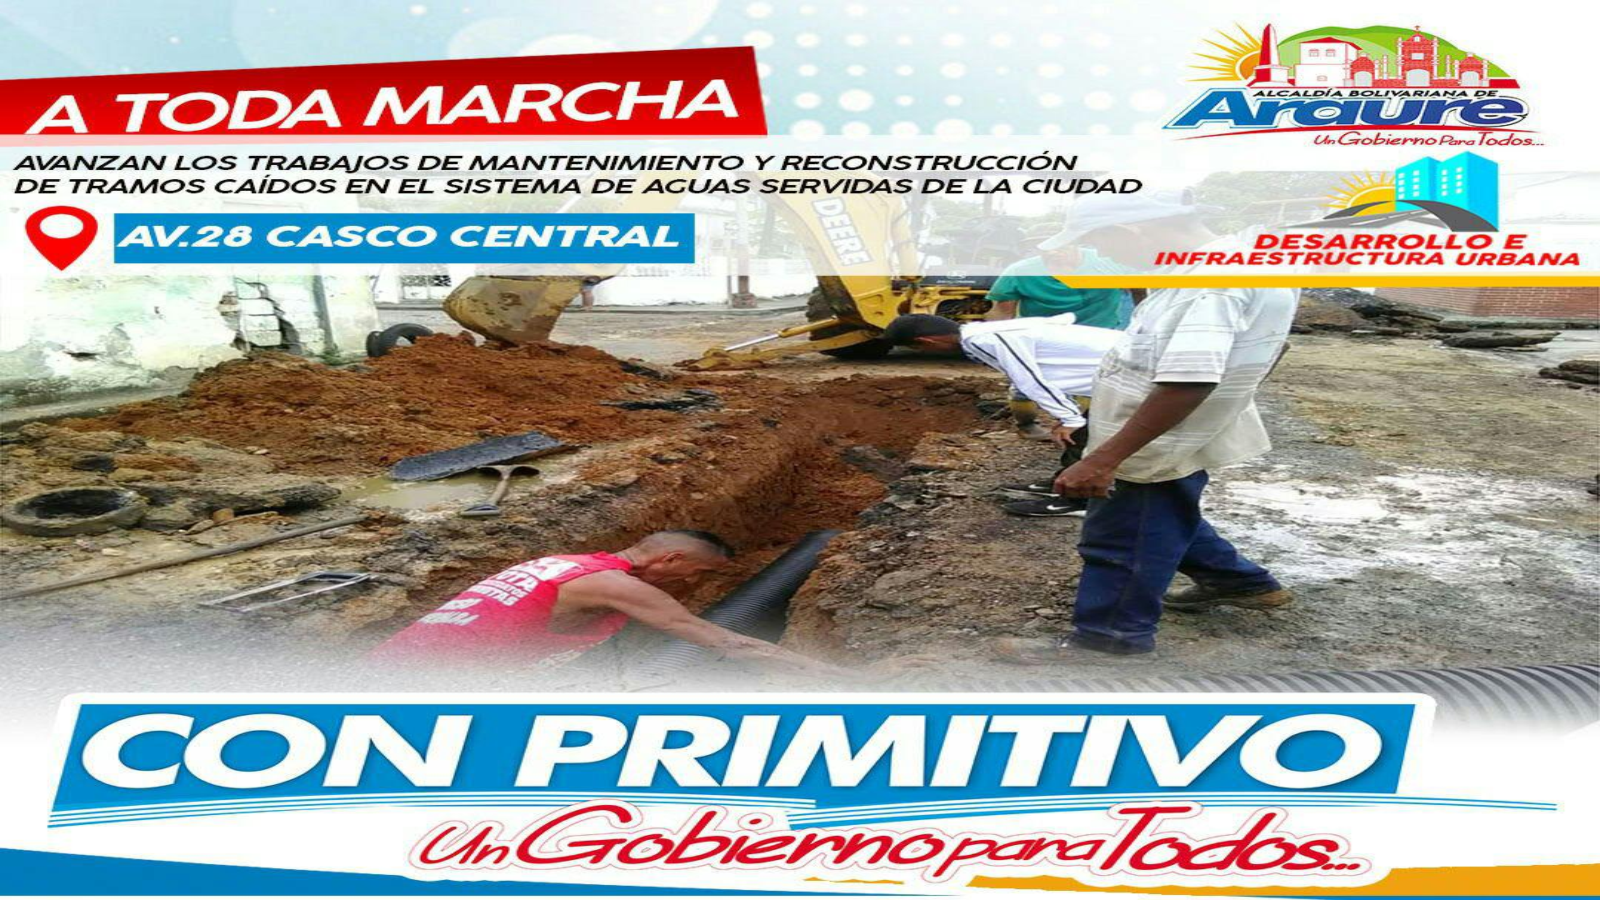 A TODA MARCHA
AVANZAN LOS TRABAJOS DE MANTENIMIENTO Y RECONSTRUCCIÓN
DE TRAMOS CAÍDOS EN EL SISTEMA DE AGUAS SERVIDAS DE LA CIUDAD
AV.28 CASCO CENTRAL
ALCALDÍA BOLIVARIANA DE
Araure
Un Gobierno Para Todos...
DESARROLLO E
INFRAESTRUCTURA URBANA
DEERE
CON PRIMITIVO
Un Gobierno para Todos...